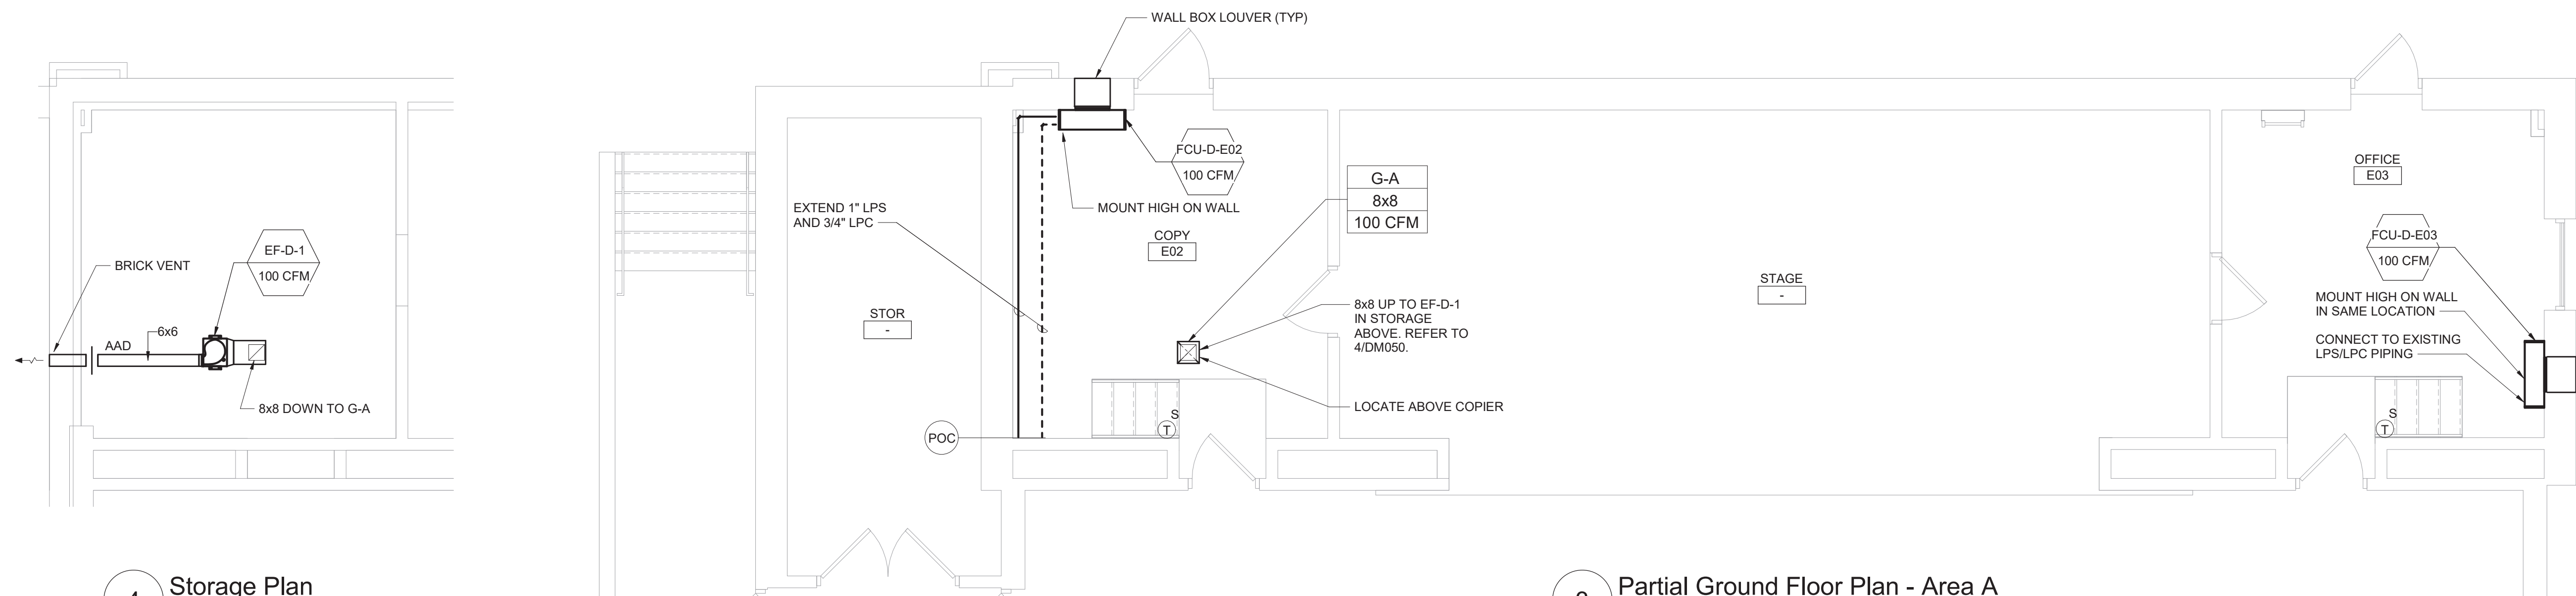 WALL BOX LOUVER (TYP)
FCU-D-E02
100 CFM
MOUNT HIGH ON WALL
EXTEND 1" LPS
AND 3/4" LPC
COPY
E02
G-A
8x8
100 CFM
OFFICE
E03
FCU-D-E03
100 CFM
MOUNT HIGH ON WALL
IN SAME LOCATION
CONNECT TO EXISTING
LPS/LPC PIPING
EF-D-1
100 CFM
BRICK VENT
6x6
AAD
8x8 DOWN TO G-A
STOR
-
STAGE
-
8x8 UP TO EF-D-1
IN STORAGE
ABOVE. REFER TO
4/DM050.
LOCATE ABOVE COPIER
POC
S
T
S
T
Storage Plan
Partial Ground Floor Plan - Area A